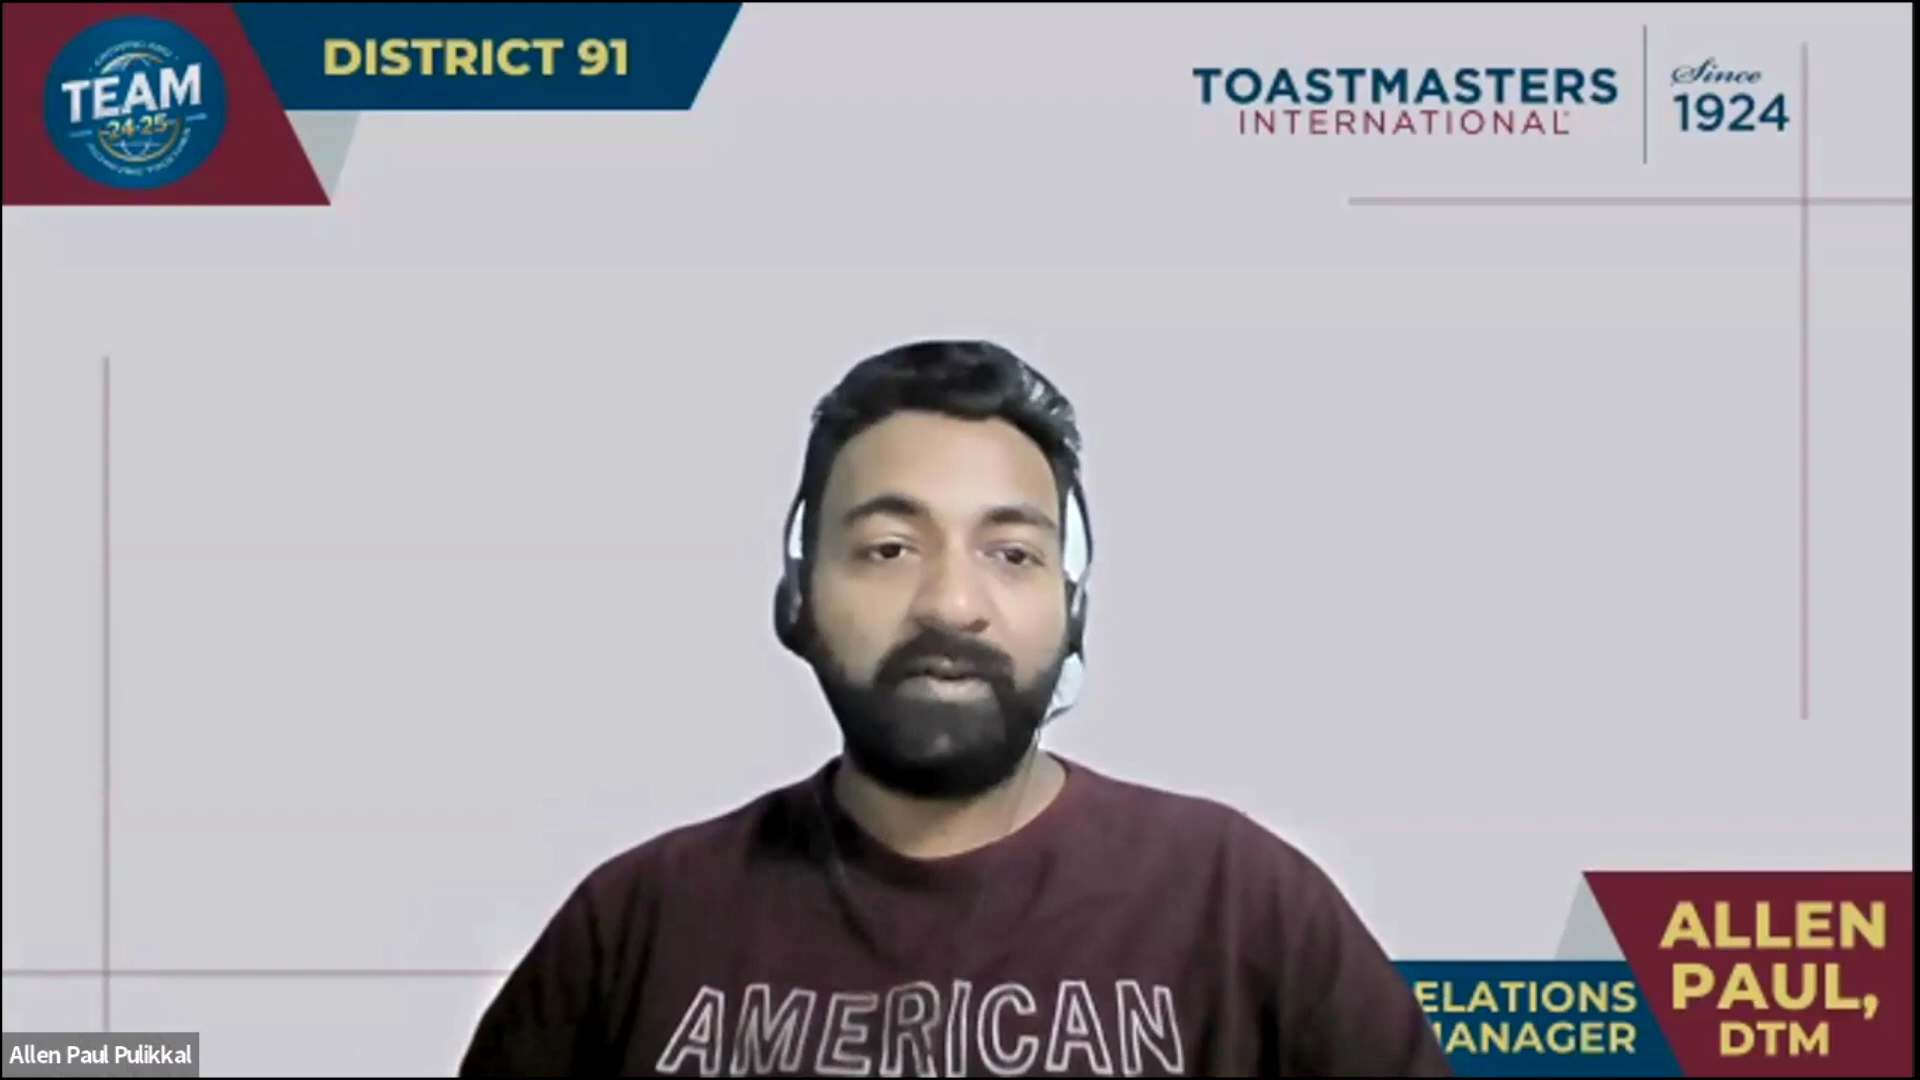 TEAM
24-25
DISTRICT 91
TOASTMASTERS
INTERNATIONAL
Since
1924
AMERICAN
ALLEN
PAUL,
DTM
ELATIONS
ANAGER
Allen Paul Pulikkal